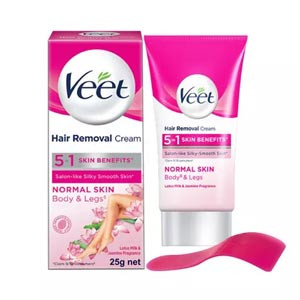 Veet
Hair Removal Cream
5-1 SKIN BENEFITS*
Salon-like Silky Smooth Skin*
NORMAL SKIN
Body & Legs*
Lotus Milk &
Jasmine Fragrance
25g net
Veet
Hair Removal Cream
5-1 SKIN BENEFITS*
Salon-like Silky Smooth Skin*
NORMAL SKIN
Body & Legs*
Lotus Milk & Jasmine Fragrance